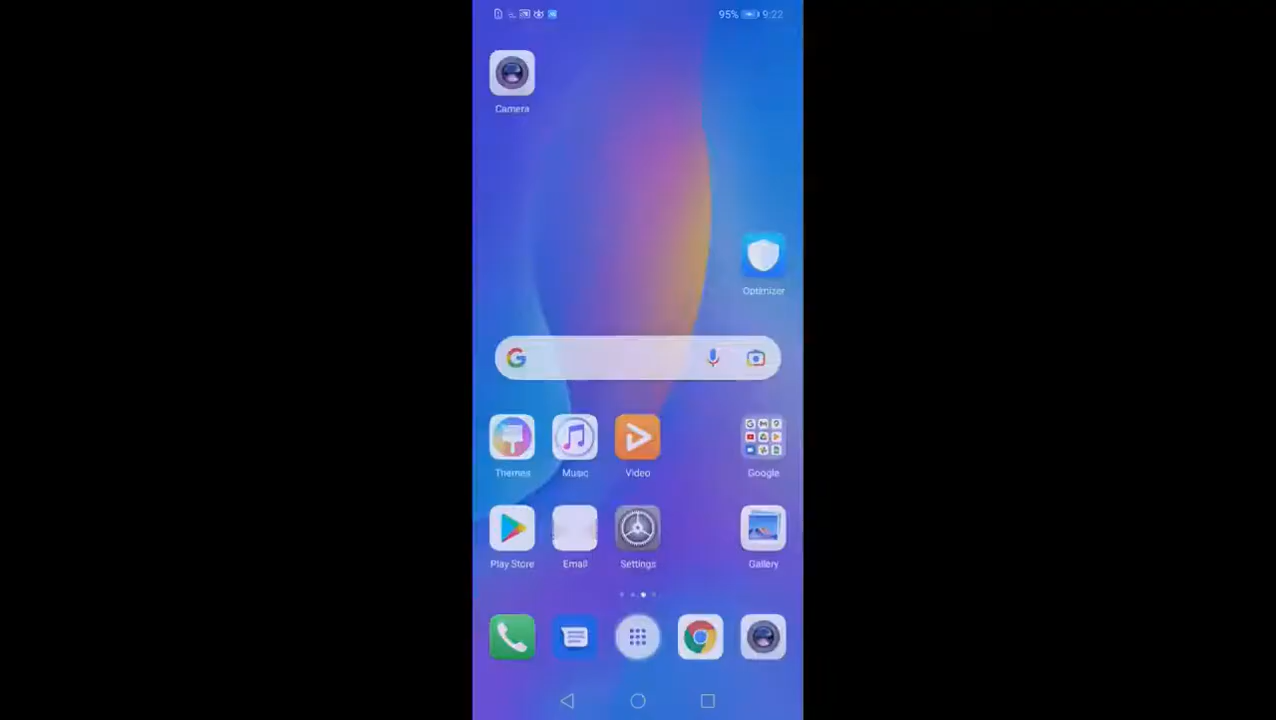 95% 9:22
Camera
Optimizer
Themes Music Video Google
Play Store Email Settings Gallery